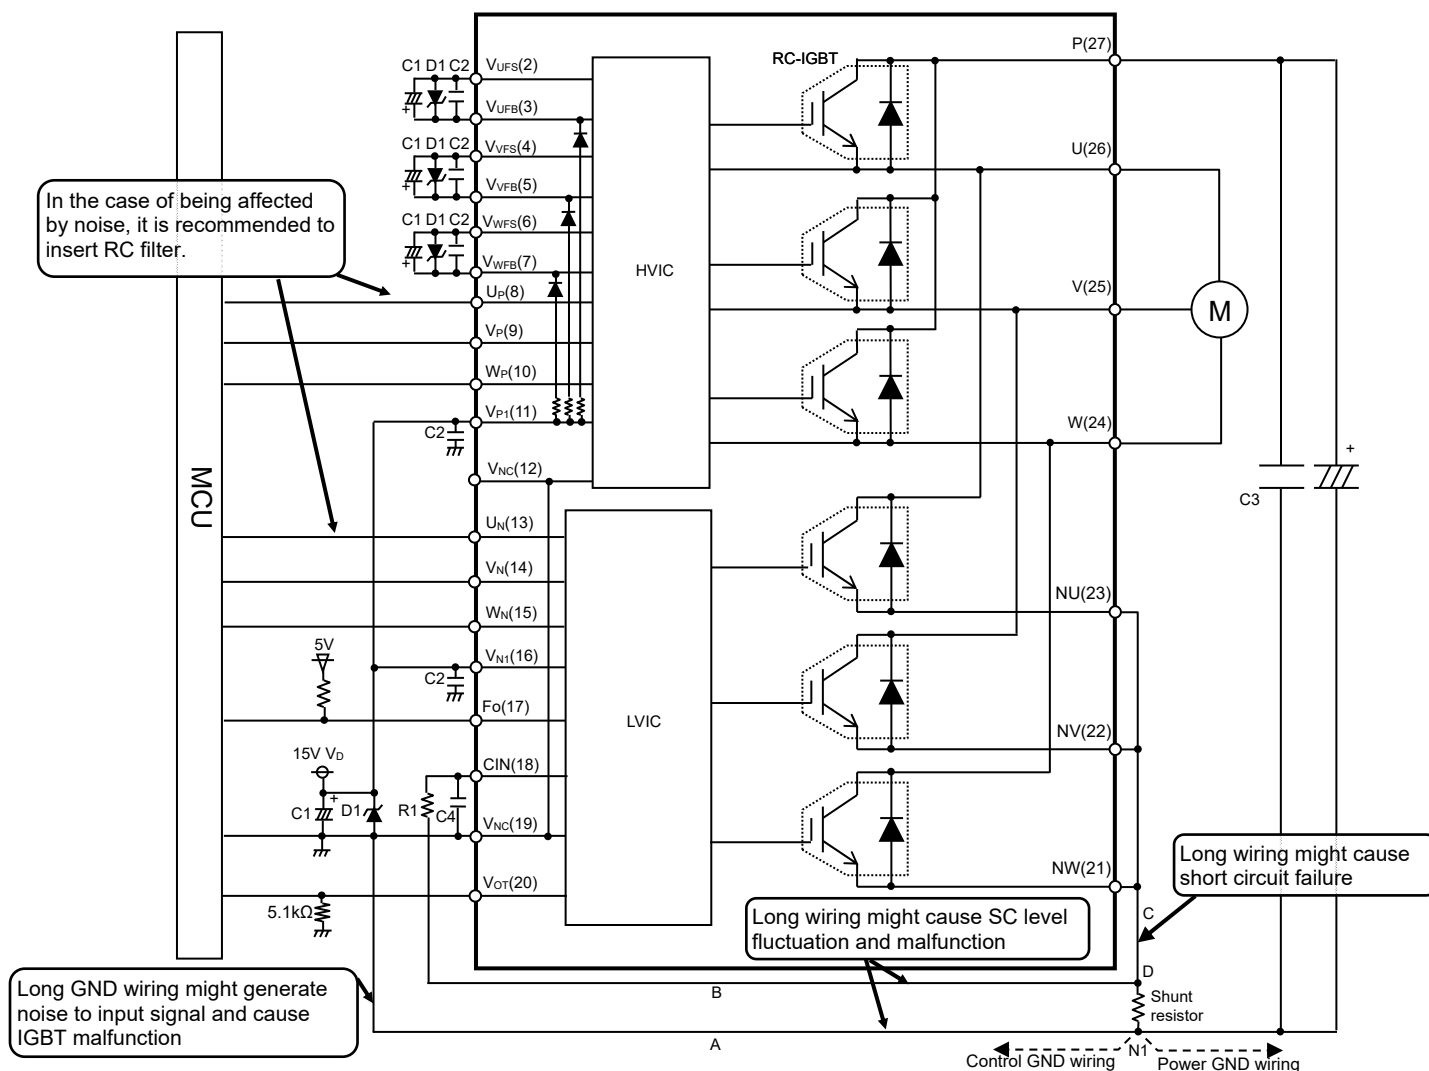 P(27)
RC-IGBT
C1 D1 C2
VUFS(2)
+
VUFB(3)
C1 D1 C2
VVFS(4)
U(26)
+
VVFB(5)
In the case of being affected
by noise, it is recommended to
insert RC filter.
C1 D1 C2
VWFS(6)
+
VWFB(7)
HVIC
UP(8)
V(25)
M
VP(9)
WP(10)
VP1(11)
C2
W(24)
MCU
VNC(12)
+
C3
UN(13)
VN(14)
NU(23)
WN(15)
5V
VN1(16)
C2
Fo(17)
LVIC
NV(22)
15V VD
CIN(18)
+
C1
D1
R1
C4
VNC(19)
Long wiring might cause
short circuit failure
NW(21)
VOT(20)
5.1kΩ
Long wiring might cause SC level
fluctuation and malfunction
C
D
B
Long GND wiring might generate
noise to input signal and cause
IGBT malfunction
Shunt
resistor
A
N1
Control GND wiring
Power GND wiring